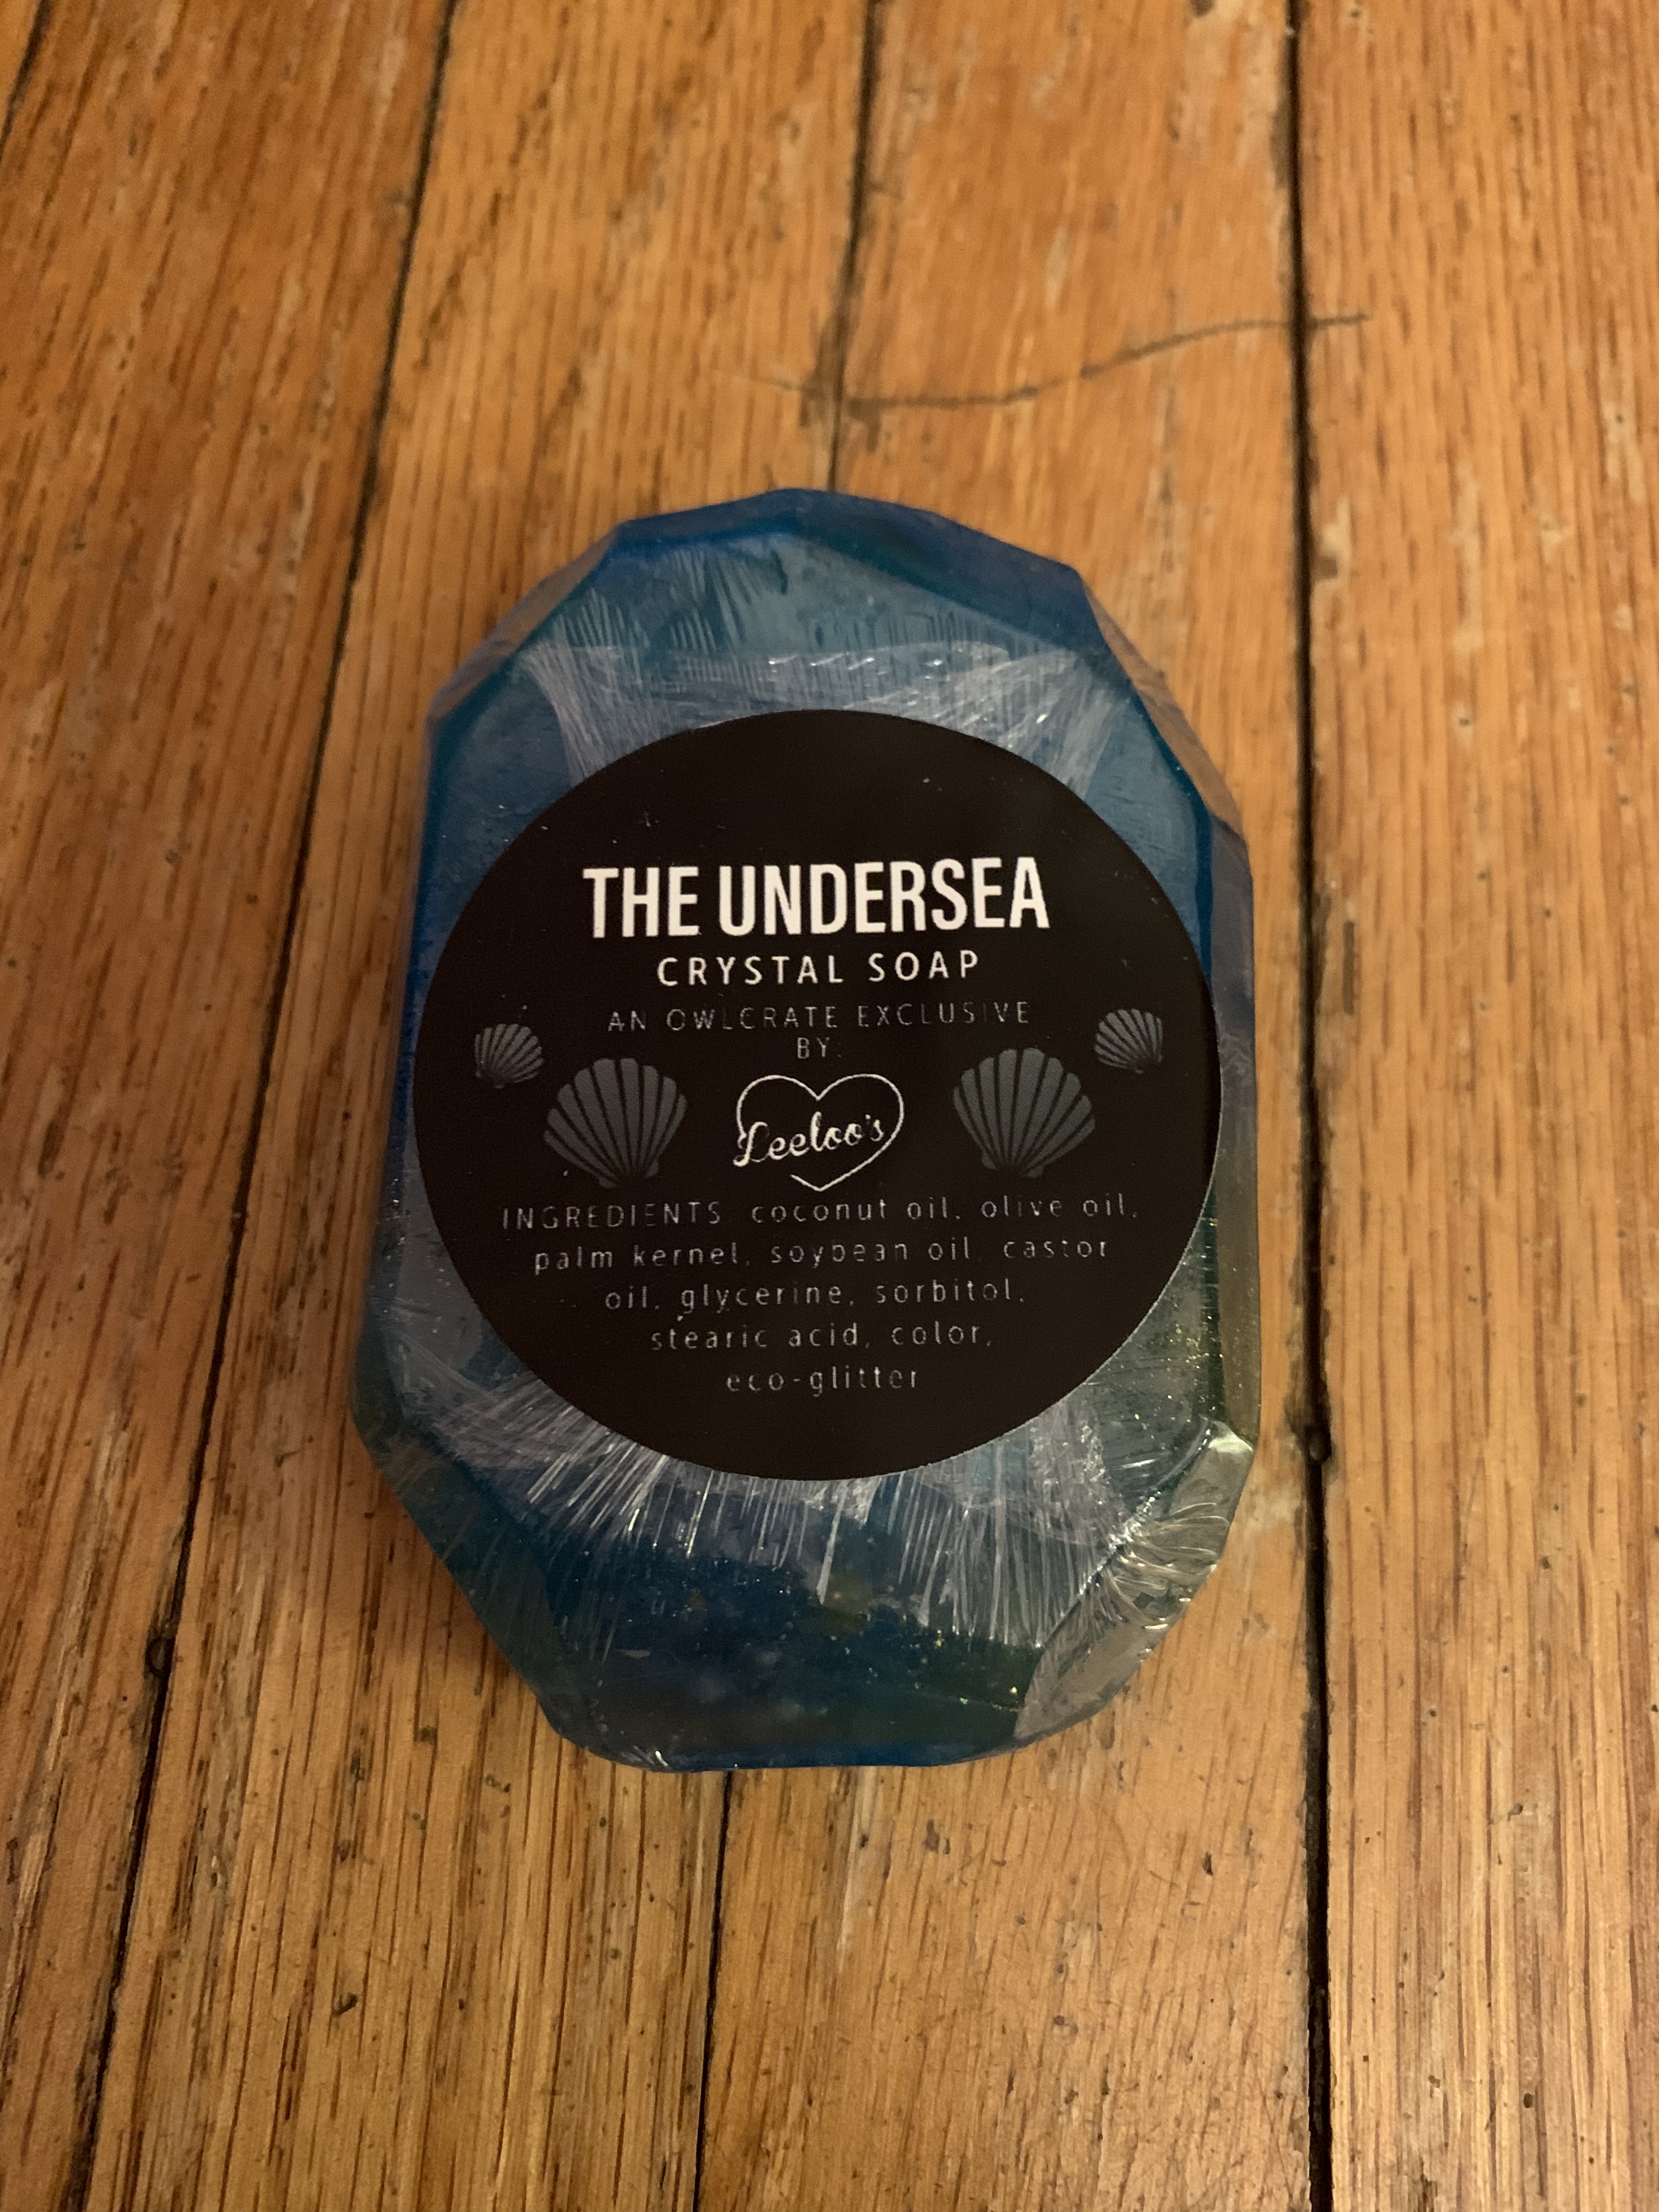 THE UNDERSEA
CRYSTAL SOAP
AN OWLCRATE EXCLUSIVE
BY:
Leeloo's
INGREDIENTS coconut oil, olive oil,
palm kernel, soybean oil, castor
oil, glycerine, sorbitol,
stearic acid, color,
eco-glitter